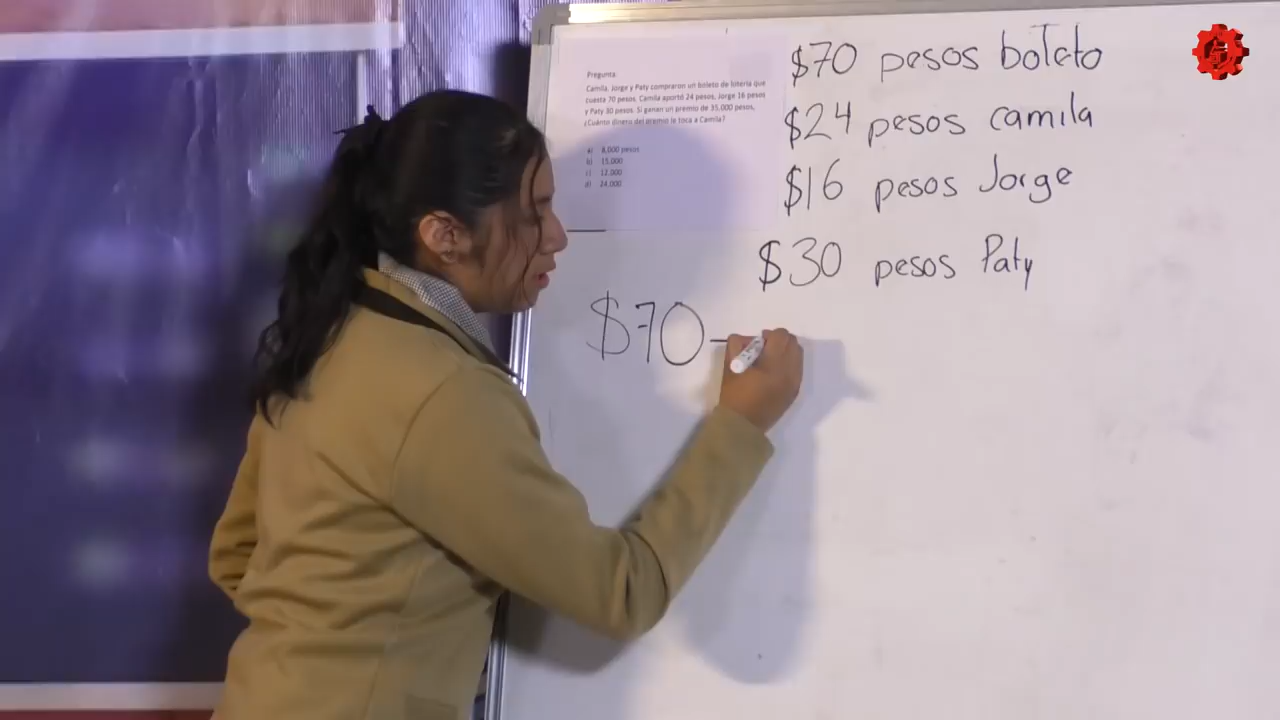 Pregunta:
Camila, Jorge y Paty compraron un boleto de lotería que
cuesta 70 pesos. Camila aportó 24 pesos, Jorge 16 pesos
y Paty 30 pesos. Si ganan un premio de 35,000 pesos,
¿Cuánto dinero del premio le toca a Camila?
a) 8,000 pesos
b) 15,000
c) 12,000
d) 24,000
$70 pesos boleto
$24 pesos camila
$16 pesos Jorge
$30 pesos Paty
$70-